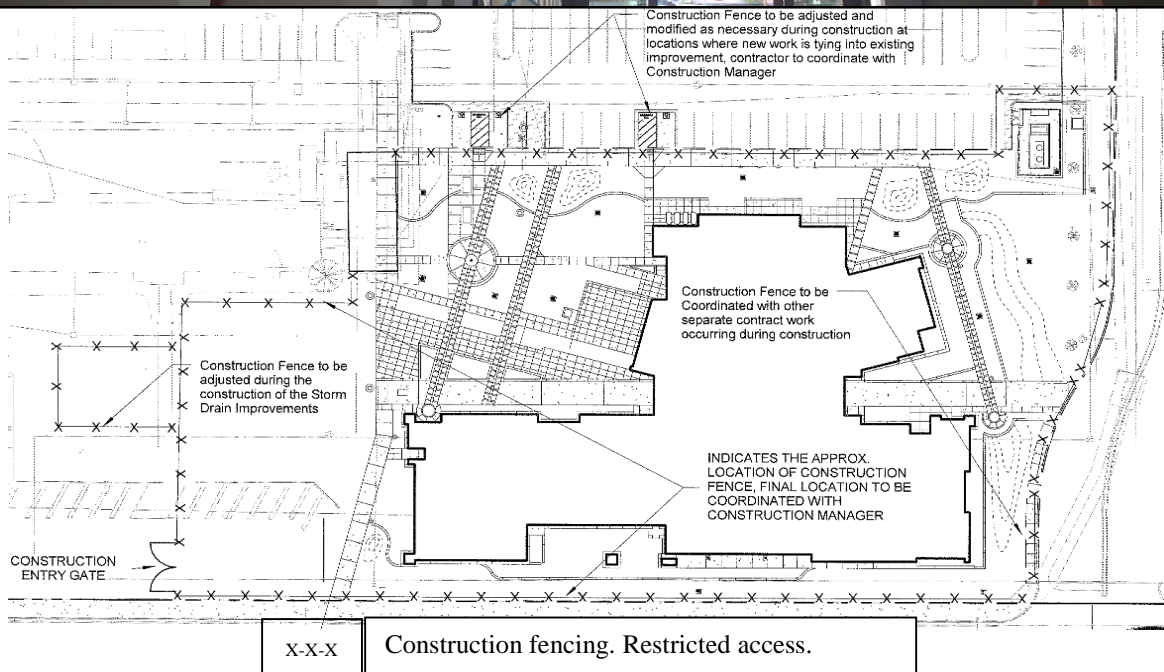 Construction Fence to be adjusted and
modified as necessary during construction at
locations where new work is tying into existing
improvement, contractor to coordinate with
Construction Manager
Construction Fence to be
Coordinated with other
separate contract work
occurring during construction
Construction Fence to be
adjusted during the
construction of the Storm
Drain Improvements
INDICATES THE APPROX.
LOCATION OF CONSTRUCTION
FENCE, FINAL LOCATION TO BE
COORDINATED WITH
CONSTRUCTION MANAGER
CONSTRUCTION
ENTRY GATE
X-X-X
Construction fencing. Restricted access.